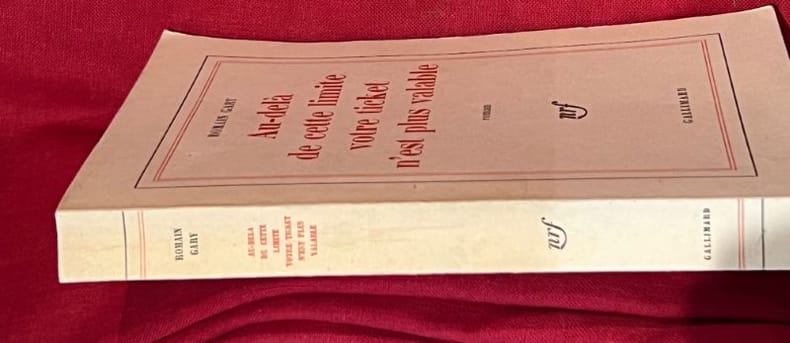 ROMAIN GARY
Au-delà
de cette limite
votre ticket
n'est plus valable
roman
nrf
GALLIMARD
ROMAIN
GARY
AU-DELA
DE CETTE
LIMITE
VOTRE TICKET
N'EST PLUS
VALABLE
nrf
GALLIMARD